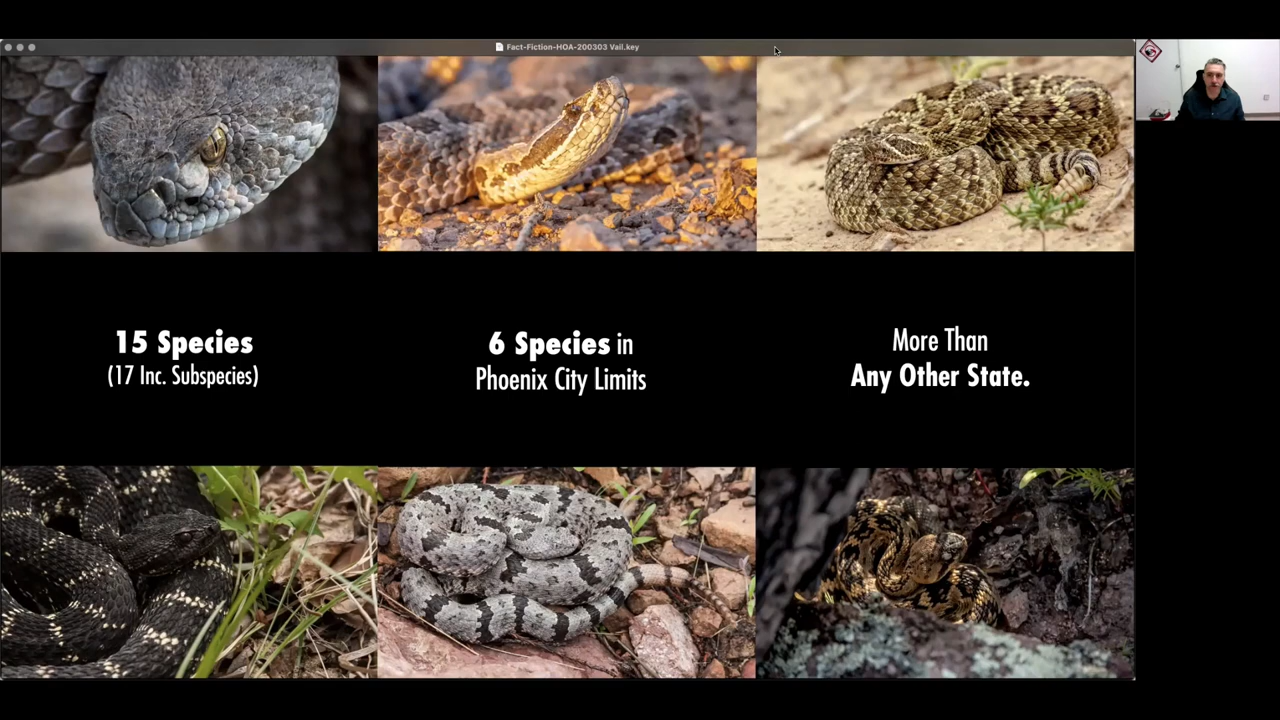 Fact-Fiction-HOA-200303 Vail.key
15 Species
(17 Inc. Subspecies)
6 Species in
Phoenix City Limits
More Than
Any Other State.